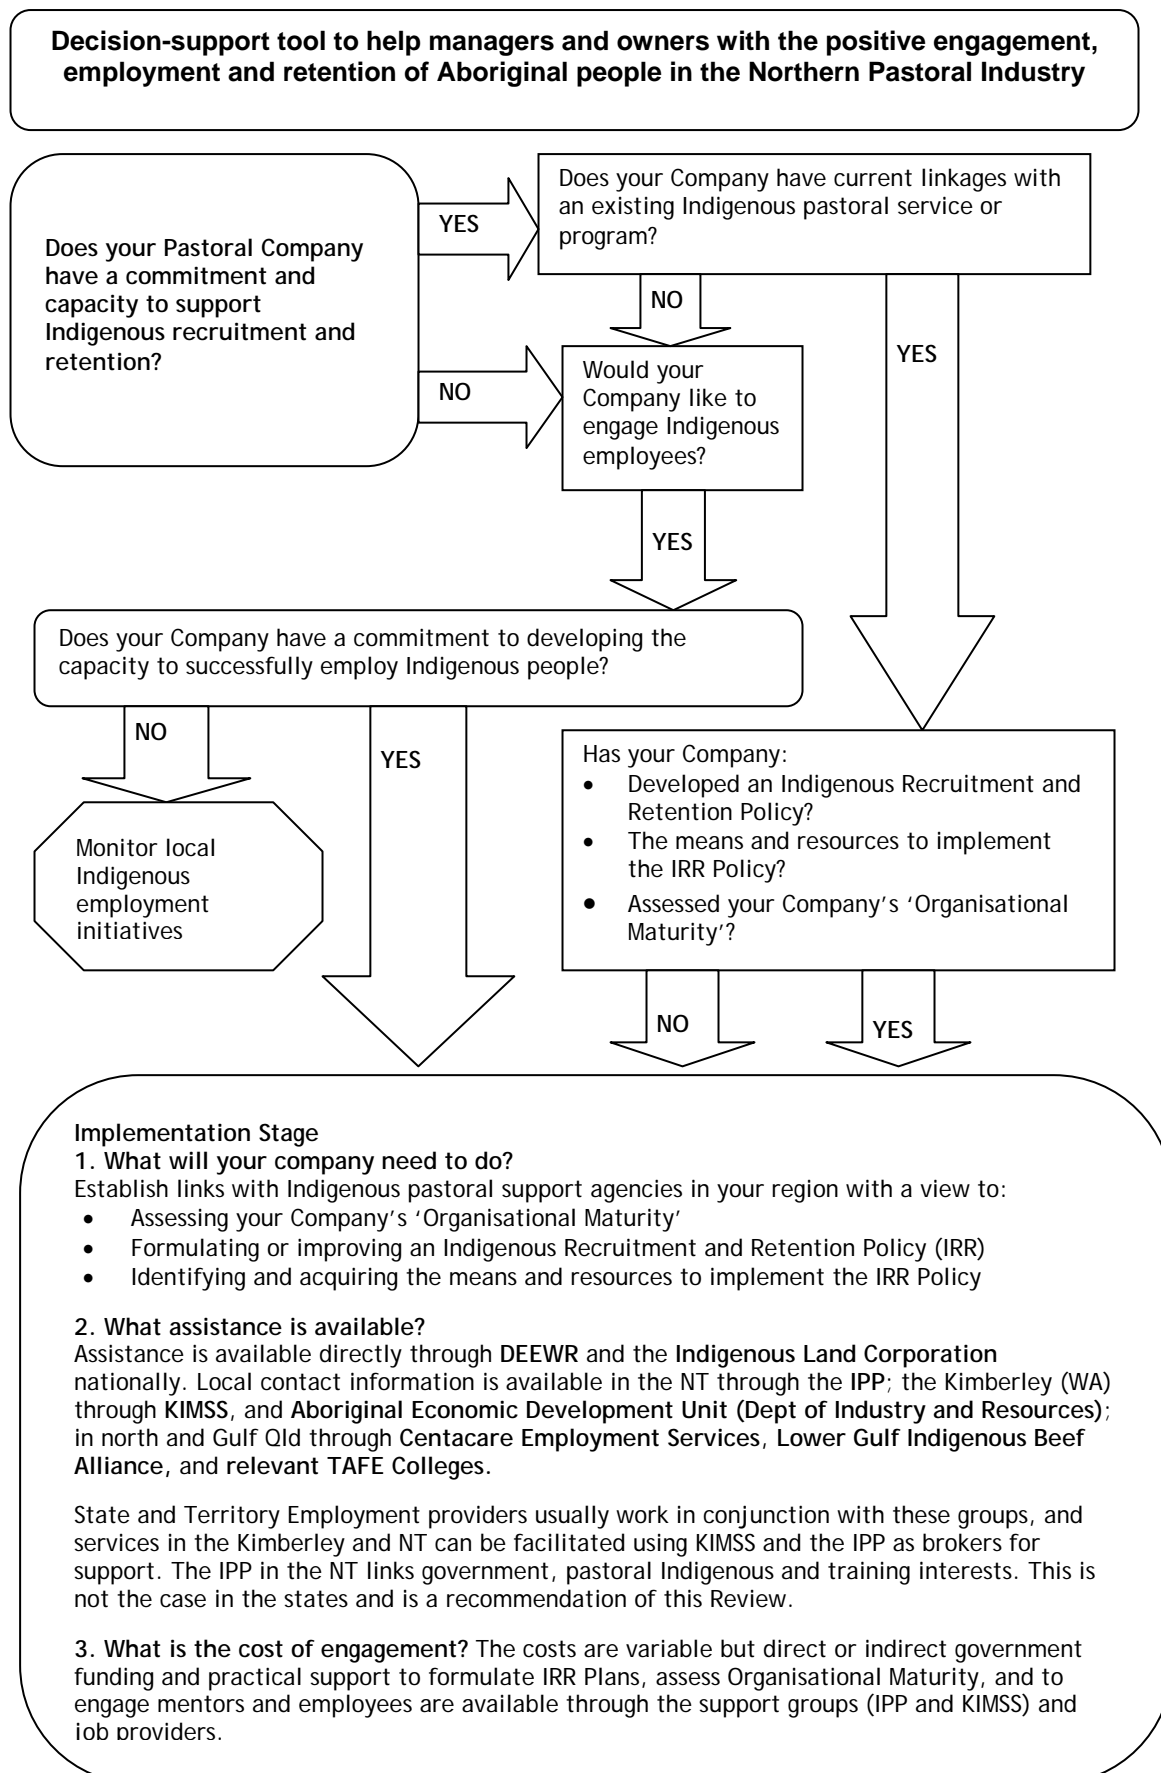 Decision-support tool to help managers and owners with the positive engagement,
employment and retention of Aboriginal people in the Northern Pastoral Industry
Does your Pastoral Company
have a commitment and
capacity to support
Indigenous recruitment and
retention?
YES
NO
Does your Company have current linkages with
an existing Indigenous pastoral service or
program?
NO
YES
Would your
Company like to
engage Indigenous
employees?
YES
Does your Company have a commitment to developing the
capacity to successfully employ Indigenous people?
NO
YES
Monitor local
Indigenous
employment
initiatives
Has your Company:
• Developed an Indigenous Recruitment and
Retention Policy?
• The means and resources to implement
the IRR Policy?
• Assessed your Company's 'Organisational
Maturity'?
NO
YES
Implementation Stage
1. What will your company need to do?
Establish links with Indigenous pastoral support agencies in your region with a view to:
• Assessing your Company's 'Organisational Maturity'
• Formulating or improving an Indigenous Recruitment and Retention Policy (IRR)
• Identifying and acquiring the means and resources to implement the IRR Policy
2. What assistance is available?
Assistance is available directly through DEEWR and the Indigenous Land Corporation
nationally. Local contact information is available in the NT through the IPP; the Kimberley (WA)
through KIMSS, and Aboriginal Economic Development Unit (Dept of Industry and Resources);
in north and Gulf Qld through Centacare Employment Services, Lower Gulf Indigenous Beef
Alliance, and relevant TAFE Colleges.
State and Territory Employment providers usually work in conjunction with these groups, and
services in the Kimberley and NT can be facilitated using KIMSS and the IPP as brokers for
support. The IPP in the NT links government, pastoral Indigenous and training interests. This is
not the case in the states and is a recommendation of this Review.
3. What is the cost of engagement? The costs are variable but direct or indirect government
funding and practical support to formulate IRR Plans, assess Organisational Maturity, and to
engage mentors and employees are available through the support groups (IPP and KIMSS) and
job providers.